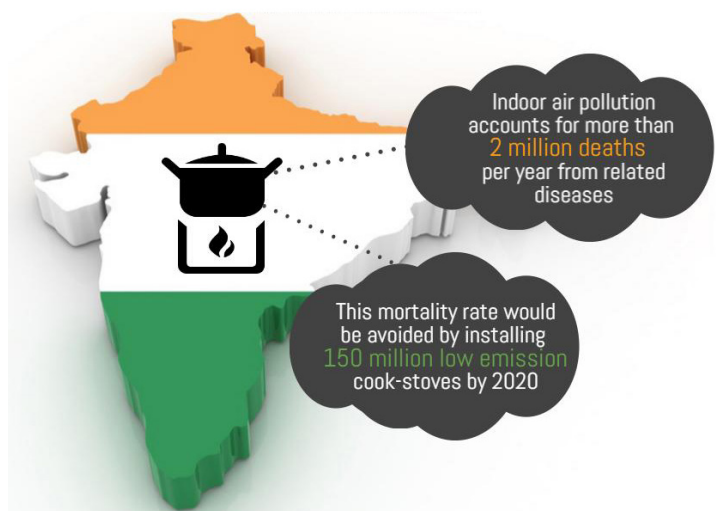 Indoor air pollution
accounts for more than
2 million deaths
per year from related
diseases
This mortality rate would
be avoided by installing
150 million low emission
cook-stoves by 2020